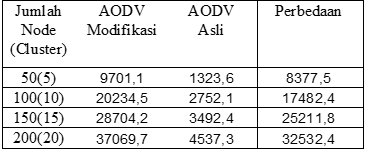 Jumlah Node (Cluster) AODV Modifikasi AODV Asli Perbedaan
50(5) 9701,1 1323,6 8377,5
100(10) 20234,5 2752,1 17482,4
150(15) 28704,2 3492,4 25211,8
200(20) 37069,7 4537,3 32532,4